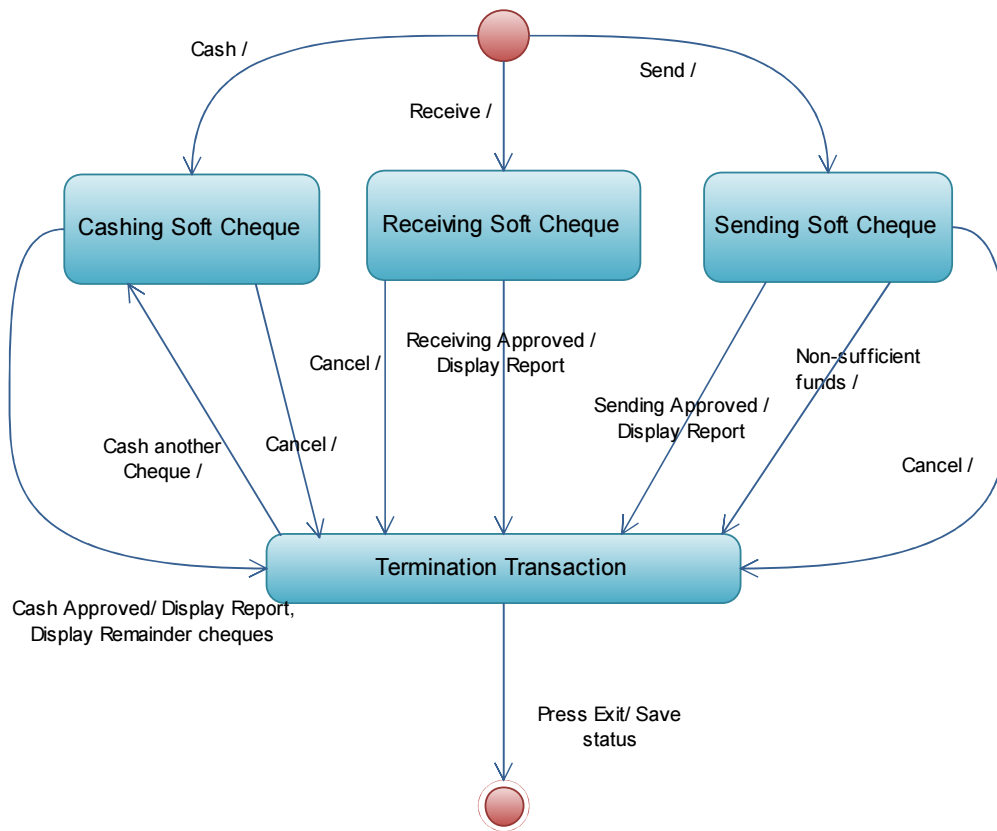 Cash /
Send /
Receive /
Cashing Soft Cheque
Receiving Soft Cheque
Sending Soft Cheque
Receiving Approved /
Display Report
Cancel /
Non-sufficient
funds /
Sending Approved /
Display Report
Cash another
Cheque /
Cancel /
Cancel /
Termination Transaction
Cash Approved/ Display Report,
Display Remainder cheques
Press Exit/ Save
status